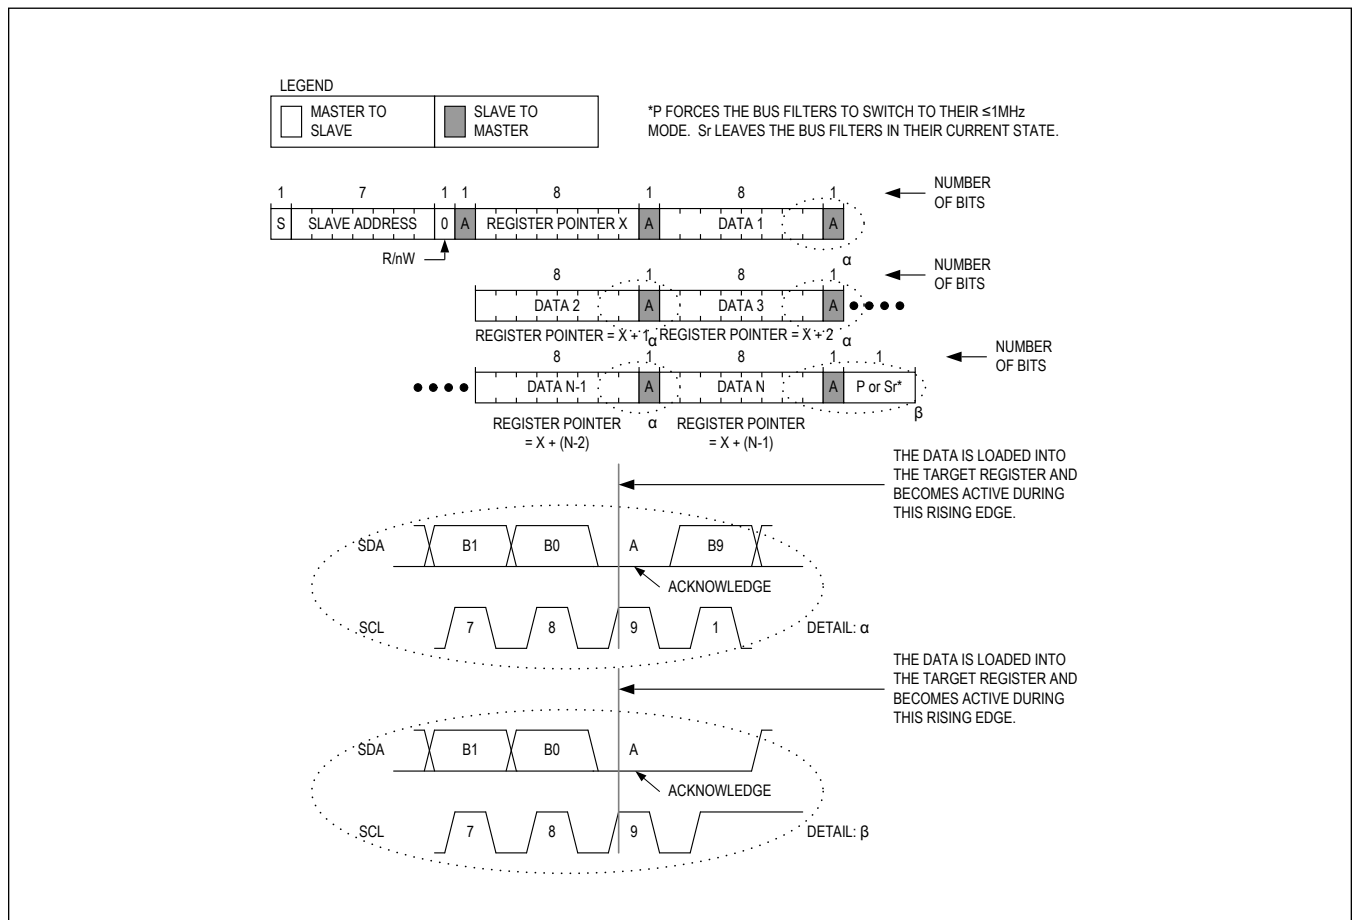 LEGEND
MASTER TO
SLAVE
SLAVE TO
MASTER
*P FORCES THE BUS FILTERS TO SWITCH TO THEIR ≤1MHz
MODE. Sr LEAVES THE BUS FILTERS IN THEIR CURRENT STATE.
1 7 1 1 8 1 8 1
NUMBER
OF BITS
S SLAVE ADDRESS 0 A REGISTER POINTER X A DATA 1 A
R/nW
α
8 1 8 1
NUMBER
OF BITS
DATA 2 A DATA 3 A
REGISTER POINTER = X + 1 α REGISTER POINTER = X + 2 α
8 1 8 1 1
NUMBER
OF BITS
DATA N-1 A DATA N A P or Sr*
β
REGISTER POINTER
= X + (N-2)
α
REGISTER POINTER
= X + (N-1)
THE DATA IS LOADED INTO
THE TARGET REGISTER AND
BECOMES ACTIVE DURING
THIS RISING EDGE.
SDA B1 B0 A B9
ACKNOWLEDGE
SCL 7 8 9 1 DETAIL: α
THE DATA IS LOADED INTO
THE TARGET REGISTER AND
BECOMES ACTIVE DURING
THIS RISING EDGE.
SDA B1 B0 A
ACKNOWLEDGE
SCL 7 8 9 DETAIL: β